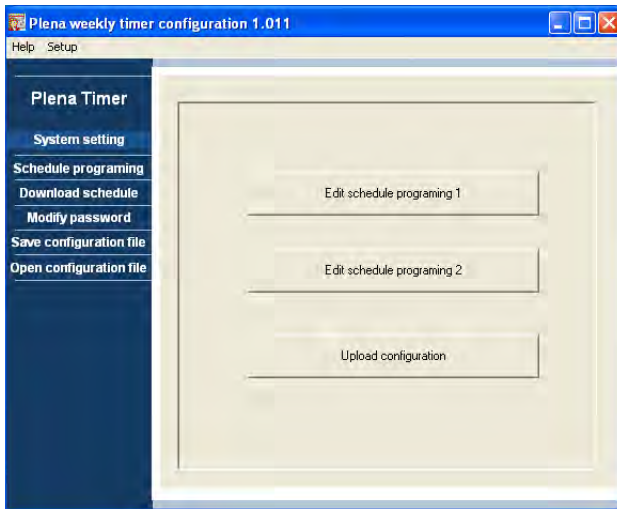 Plena weekly timer configuration 1.011
Help Setup
Plena Timer
System setting
Schedule programing
Download schedule
Modify password
Save configuration file
Open configuration file
Edit schedule programing 1
Edit schedule programing 2
Upload configuration